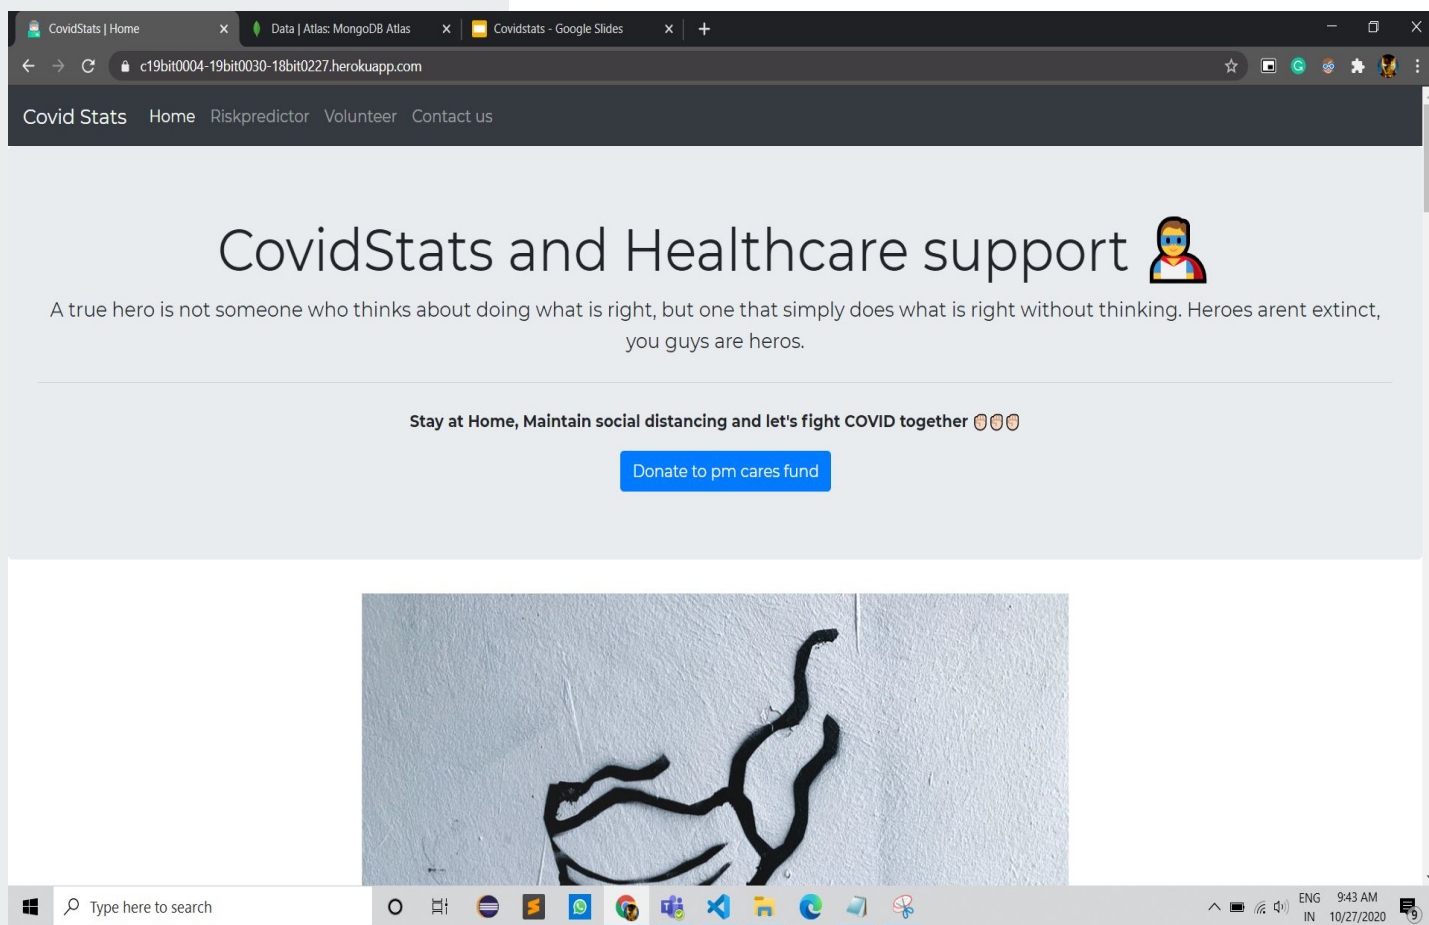 CovidStats | Home
Data | Atlas: MongoDB Atlas
Covidstats - Google Slides
c19bit0004-19bit0030-18bit0227.herokuapp.com
Covid Stats Home Riskpredictor Volunteer Contact us
CovidStats and Healthcare support
A true hero is not someone who thinks about doing what is right, but one that simply does what is right without thinking. Heroes arent extinct,
you guys are heros.
Stay at Home, Maintain social distancing and let's fight COVID together
Donate to pm cares fund
Type here to search
ENG 9:43 AM
IN 10/27/2020
9